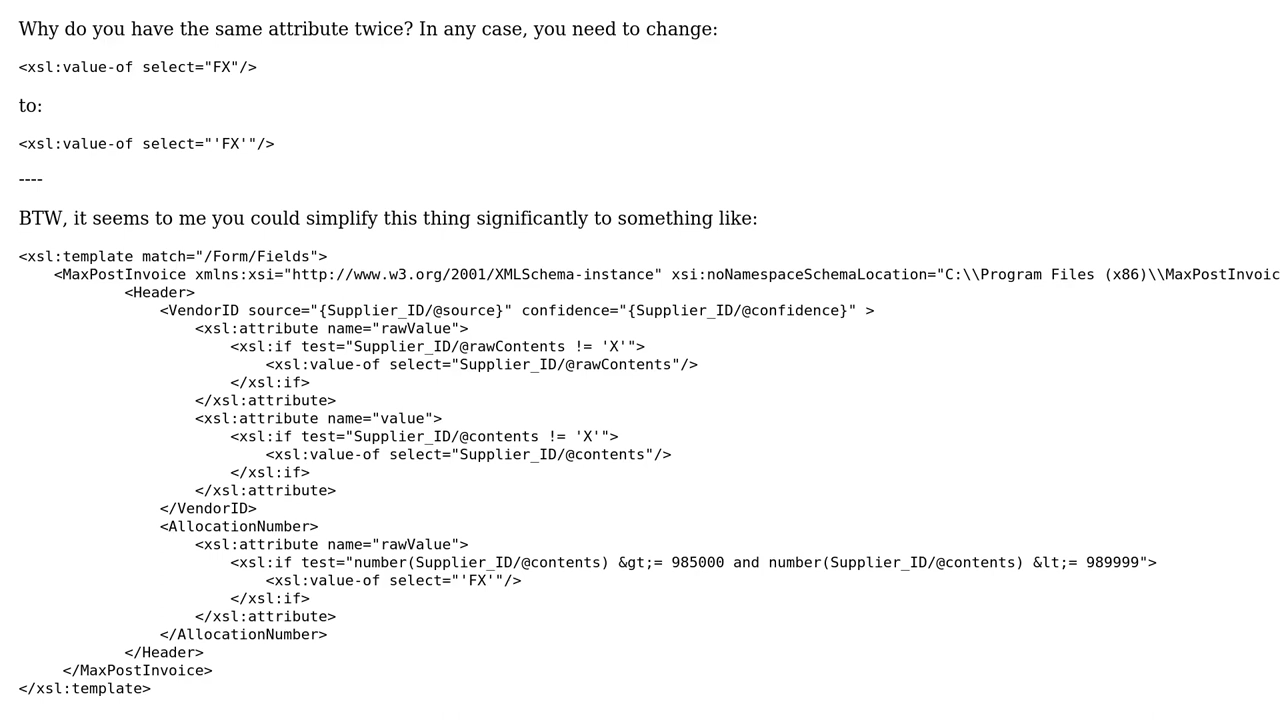 Why do you have the same attribute twice? In any case, you need to change:
<xsl:value-of select="FX"/>
to:
<xsl:value-of select="'FX'"/>
----
BTW, it seems to me you could simplify this thing significantly to something like:
<xsl:template match="/Form/Fields">
    <MaxPostInvoice xmlns:xsi="http://www.w3.org/2001/XMLSchema-instance" xsi:noNamespaceSchemaLocation="C:\\Program Files (x86)\\MaxPostInvoic
            <Header>
                <VendorID source="{Supplier_ID/@source}" confidence="{Supplier_ID/@confidence}" >
                    <xsl:attribute name="rawValue">
                        <xsl:if test="Supplier_ID/@rawContents != 'X'">
                            <xsl:value-of select="Supplier_ID/@rawContents"/>
                        </xsl:if>
                    </xsl:attribute>
                    <xsl:attribute name="value">
                        <xsl:if test="Supplier_ID/@contents != 'X'">
                            <xsl:value-of select="Supplier_ID/@contents"/>
                        </xsl:if>
                    </xsl:attribute>
                </VendorID>
                <AllocationNumber>
                    <xsl:attribute name="rawValue">
                        <xsl:if test="number(Supplier_ID/@contents) &gt;= 985000 and number(Supplier_ID/@contents) &lt;= 989999">
                            <xsl:value-of select="'FX'"/>
                        </xsl:if>
                    </xsl:attribute>
                </AllocationNumber>
            </Header>
     </MaxPostInvoice>
</xsl:template>